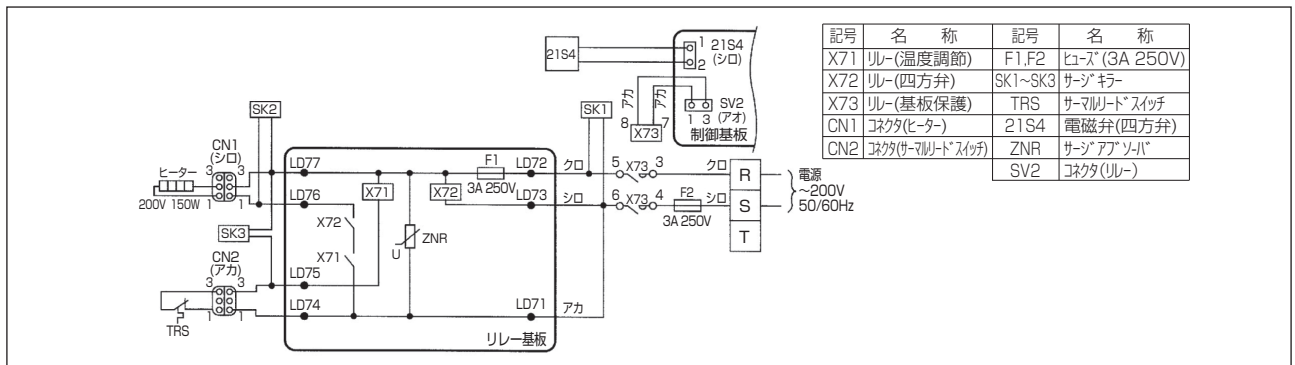 21S4
1
2
21S4
(シロ)
アカ
アカ
8
X73
7
SV2
1 3
(アオ)
制御基板
SK2
SK1
CN1
(シロ)
3 3
ヒーター
200V 150W
1 1
SK3
CN2
(アカ)
3 3
TRS
1 1
LD77
LD76
X72
X71
LD75
LD74
X71
U
ZNR
X72
F1
3A 250V
LD72
LD73
LD71
リレー基板
クロ
シロ
アカ
5 X73 3
6 X73 4
F2
3A 250V
クロ
シロ
R
S
T
電源
~200V
50/60Hz
記号 名 称 記号 名 称
X71 リレー(温度調節) F1,F2 ヒューズ(3A 250V)
X72 リレー(四方弁) SK1~SK3 サージキラー
X73 リレー(基板保護) TRS サーマルリードスイッチ
CN1 コネクタ(ヒーター) 21S4 電磁弁(四方弁)
CN2 コネクタ(サーマルリードスイッチ) ZNR サージアブソーバ
SV2 コネクタ(リレー)